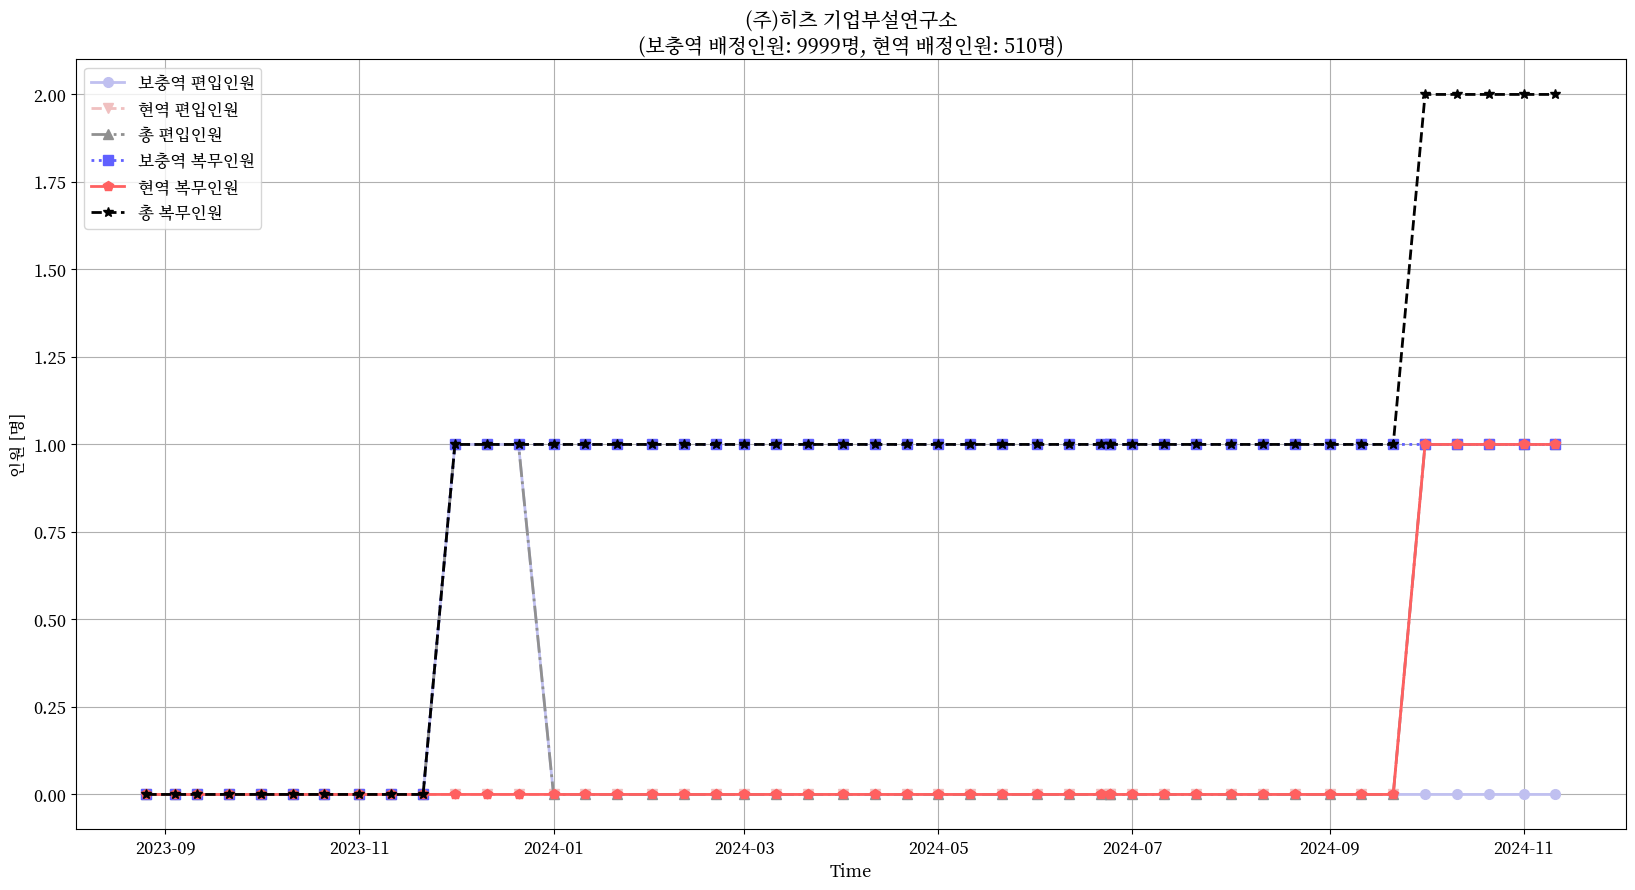 (주)히츠 기업부설연구소
(보충역 배정인원: 9999명, 현역 배정인원: 510명)
보충역 편입인원
현역 편입인원
총 편입인원
보충역 복무인원
현역 복무인원
총 복무인원
인원 [명]
2.00
1.75
1.50
1.25
1.00
0.75
0.50
0.25
0.00
2023-09
2023-11
2024-01
2024-03
2024-05
2024-07
2024-09
2024-11
Time